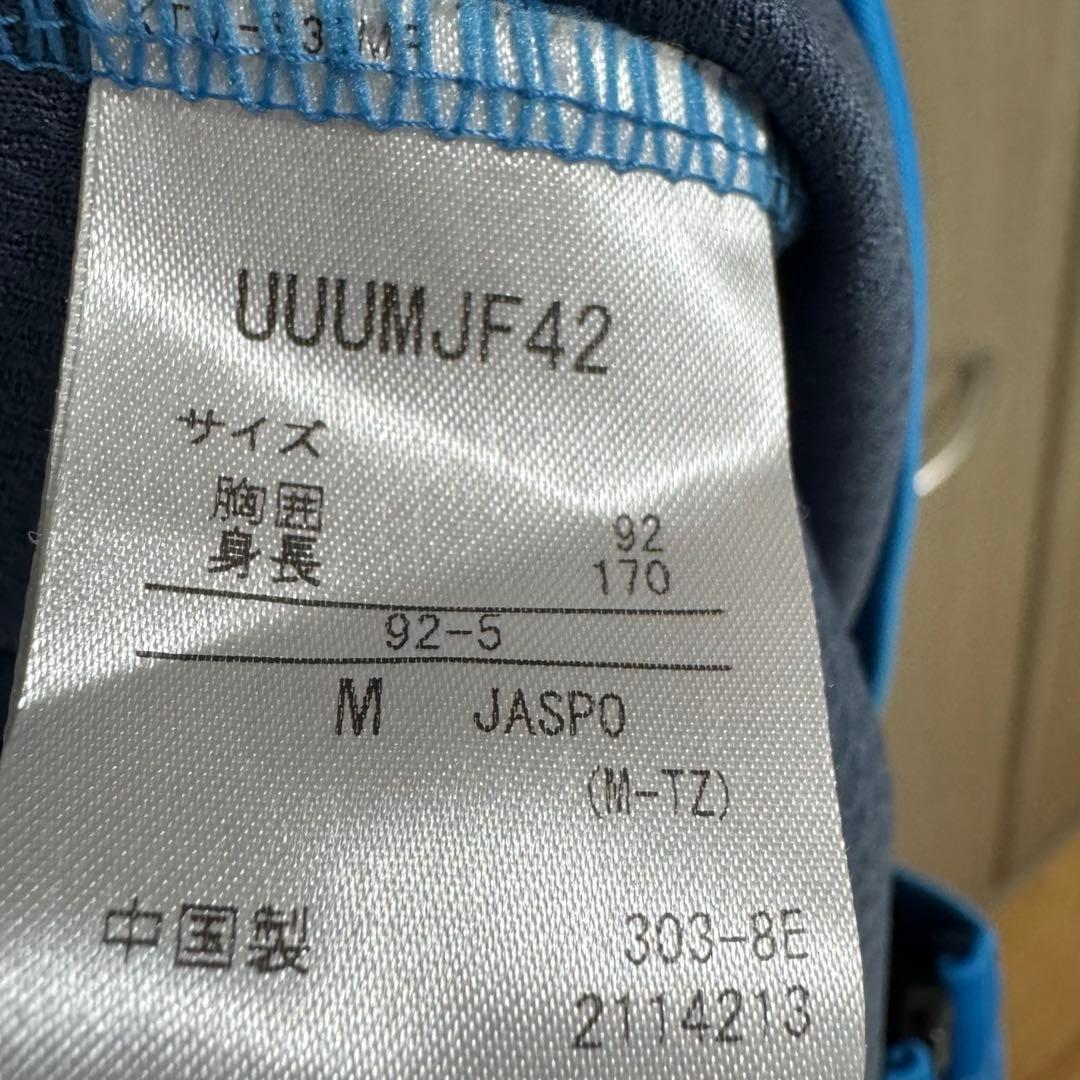 UUUMJF42
サイズ
胸囲 92
身長 170
92-5
M JASPO
(M-TZ)
中国製 303-8E
2114213